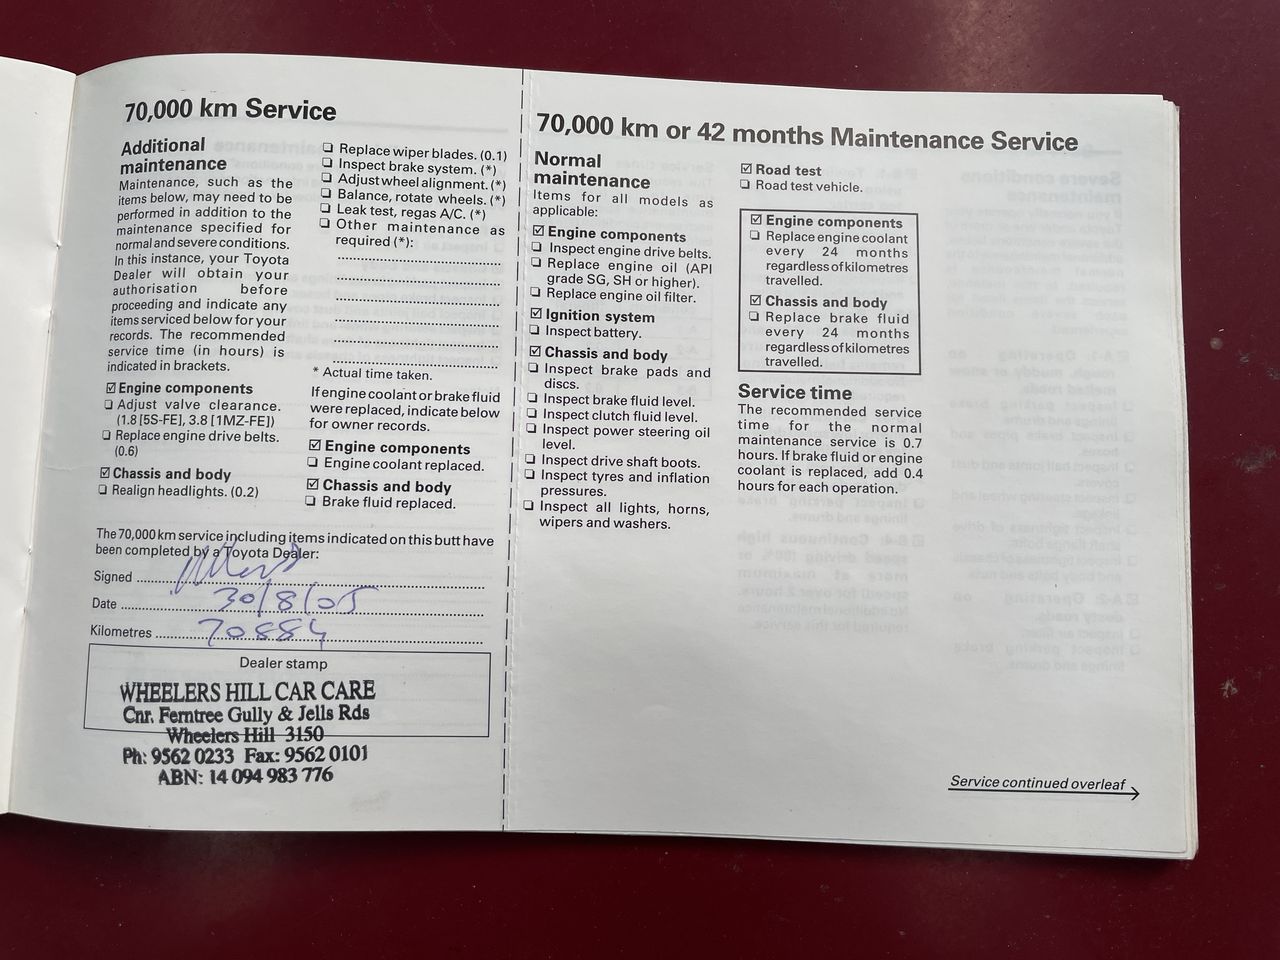 70,000 km Service
Additional
maintenance
Maintenance, such as the
items below, may need to be
performed in addition to the
maintenance specified for
normal and severe conditions.
In this instance, your Toyota
Dealer will obtain your
authorisation before
proceeding and indicate any
items serviced below for your
records. The recommended
service time (in hours) is
indicated in brackets.
☑ Engine components
❏ Adjust valve clearance.
(1.8 [5S-FE], 3.8 [1MZ-FE])
❏ Replace engine drive belts.
(0.6)
☑ Chassis and body
❏ Realign headlights. (0.2)
❏ Replace wiper blades. (0.1)
❏ Inspect brake system. (*)
❏ Adjust wheel alignment. (*)
❏ Balance, rotate wheels. (*)
❏ Leak test, regas A/C. (*)
❏ Other maintenance as
required (*):
* Actual time taken.
If engine coolant or brake fluid
were replaced, indicate below
for owner records.
☑ Engine components
❏ Engine coolant replaced.
☑ Chassis and body
❏ Brake fluid replaced.
The 70,000 km service including items indicated on this butt have
been completed by a Toyota Dealer:
Signed
Date 30/8/05
Kilometres 70884
Dealer stamp
WHEELERS HILL CAR CARE
Cnr. Ferntree Gully & Jells Rds
Wheelers Hill 3150
Ph: 9562 0233 Fax: 9562 0101
ABN: 14 094 983 776
70,000 km or 42 months Maintenance Service
Normal
maintenance
Items for all models as
applicable:
☑ Engine components
❏ Inspect engine drive belts.
❏ Replace engine oil (API
grade SG, SH or higher).
❏ Replace engine oil filter.
☑ Ignition system
❏ Inspect battery.
☑ Chassis and body
❏ Inspect brake pads and
discs.
❏ Inspect brake fluid level.
❏ Inspect clutch fluid level.
❏ Inspect power steering oil
level.
❏ Inspect drive shaft boots.
❏ Inspect tyres and inflation
pressures.
❏ Inspect all lights, horns,
wipers and washers.
☑ Road test
❏ Road test vehicle.
☑ Engine components
❏ Replace engine coolant
every 24 months
regardless of kilometres
travelled.
☑ Chassis and body
❏ Replace brake fluid
every 24 months
regardless of kilometres
travelled.
Service time
The recommended service
time for the normal
maintenance service is 0.7
hours. If brake fluid or engine
coolant is replaced, add 0.4
hours for each operation.
Service continued overleaf